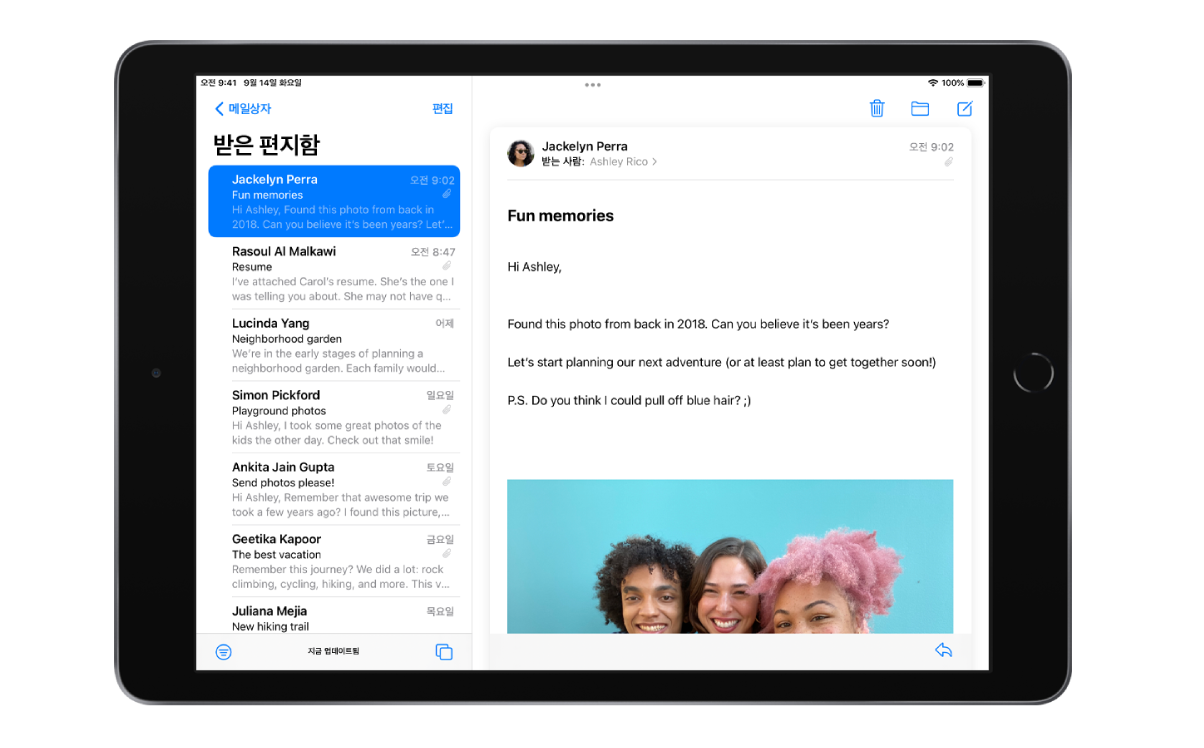 오전 9:41 9월 14일 화요일
100%
메일상자
편집
받은 편지함
Jackelyn Perra 오전 9:02
Fun memories
Hi Ashley, Found this photo from back in
2018. Can you believe it's been years? Let'...
Rasoul Al Malkawi 오전 8:47
Resume
I've attached Carol's resume. She's the one I
was telling you about. She may not have q...
Lucinda Yang 어제
Neighborhood garden
We're in the early stages of planning a
neighborhood garden. Each family would...
Simon Pickford 일요일
Playground photos
Hi Ashley, I took some great photos of the
kids the other day. Check out that smile!
Ankita Jain Gupta 토요일
Send photos please!
Hi Ashley, Remember that awesome trip we
took a few years ago? I found this picture,...
Geetika Kapoor 금요일
The best vacation
Remember this journey? We did a lot: rock
climbing, cycling, hiking, and more. This v...
Juliana Mejia 목요일
New hiking trail
지금 업데이트됨
Jackelyn Perra 오전 9:02
받는 사람: Ashley Rico
Fun memories
Hi Ashley,
Found this photo from back in 2018. Can you believe it's been years?
Let's start planning our next adventure (or at least plan to get together soon!)
P.S. Do you think I could pull off blue hair? ;)